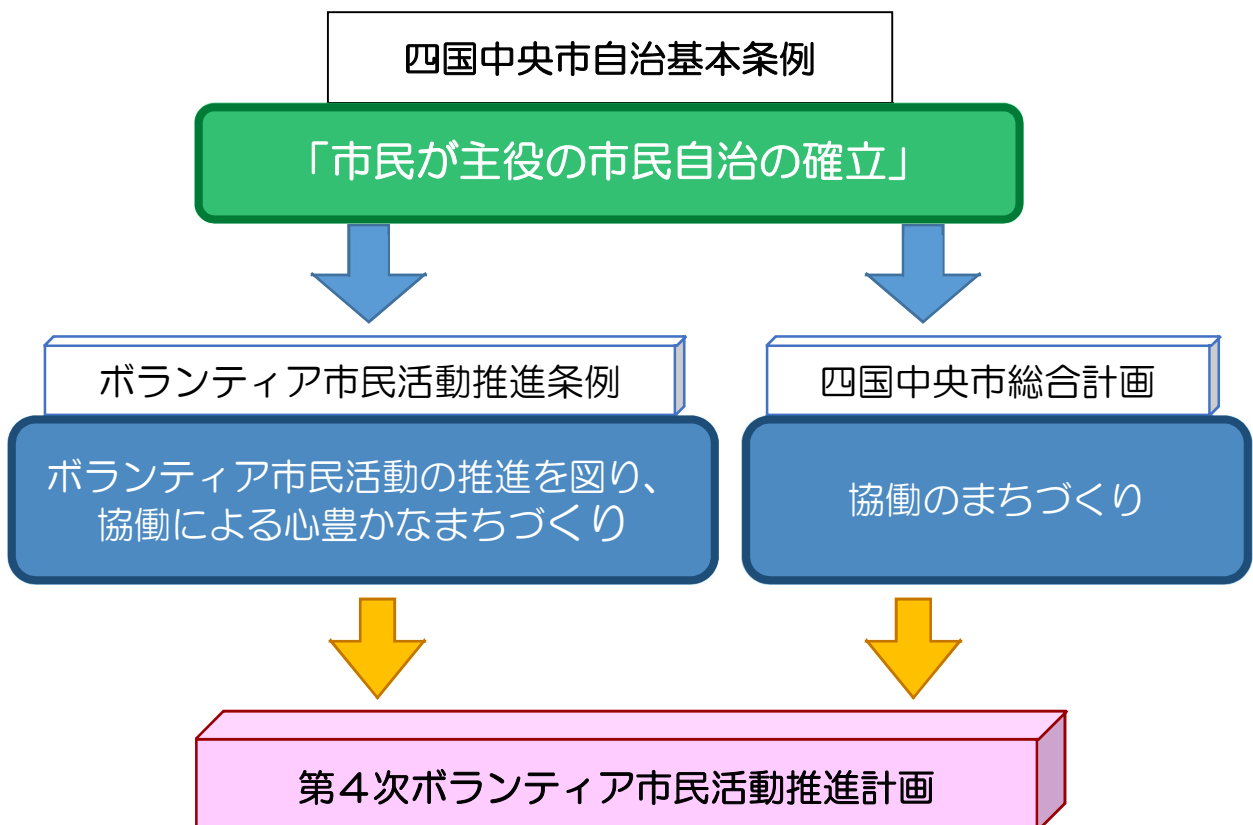 四国中央市自治基本条例
「市民が主役の市民自治の確立」
ボランティア市民活動推進条例
ボランティア市民活動の推進を図り、
協働による心豊かなまちづくり
四国中央市総合計画
協働のまちづくり
第４次ボランティア市民活動推進計画